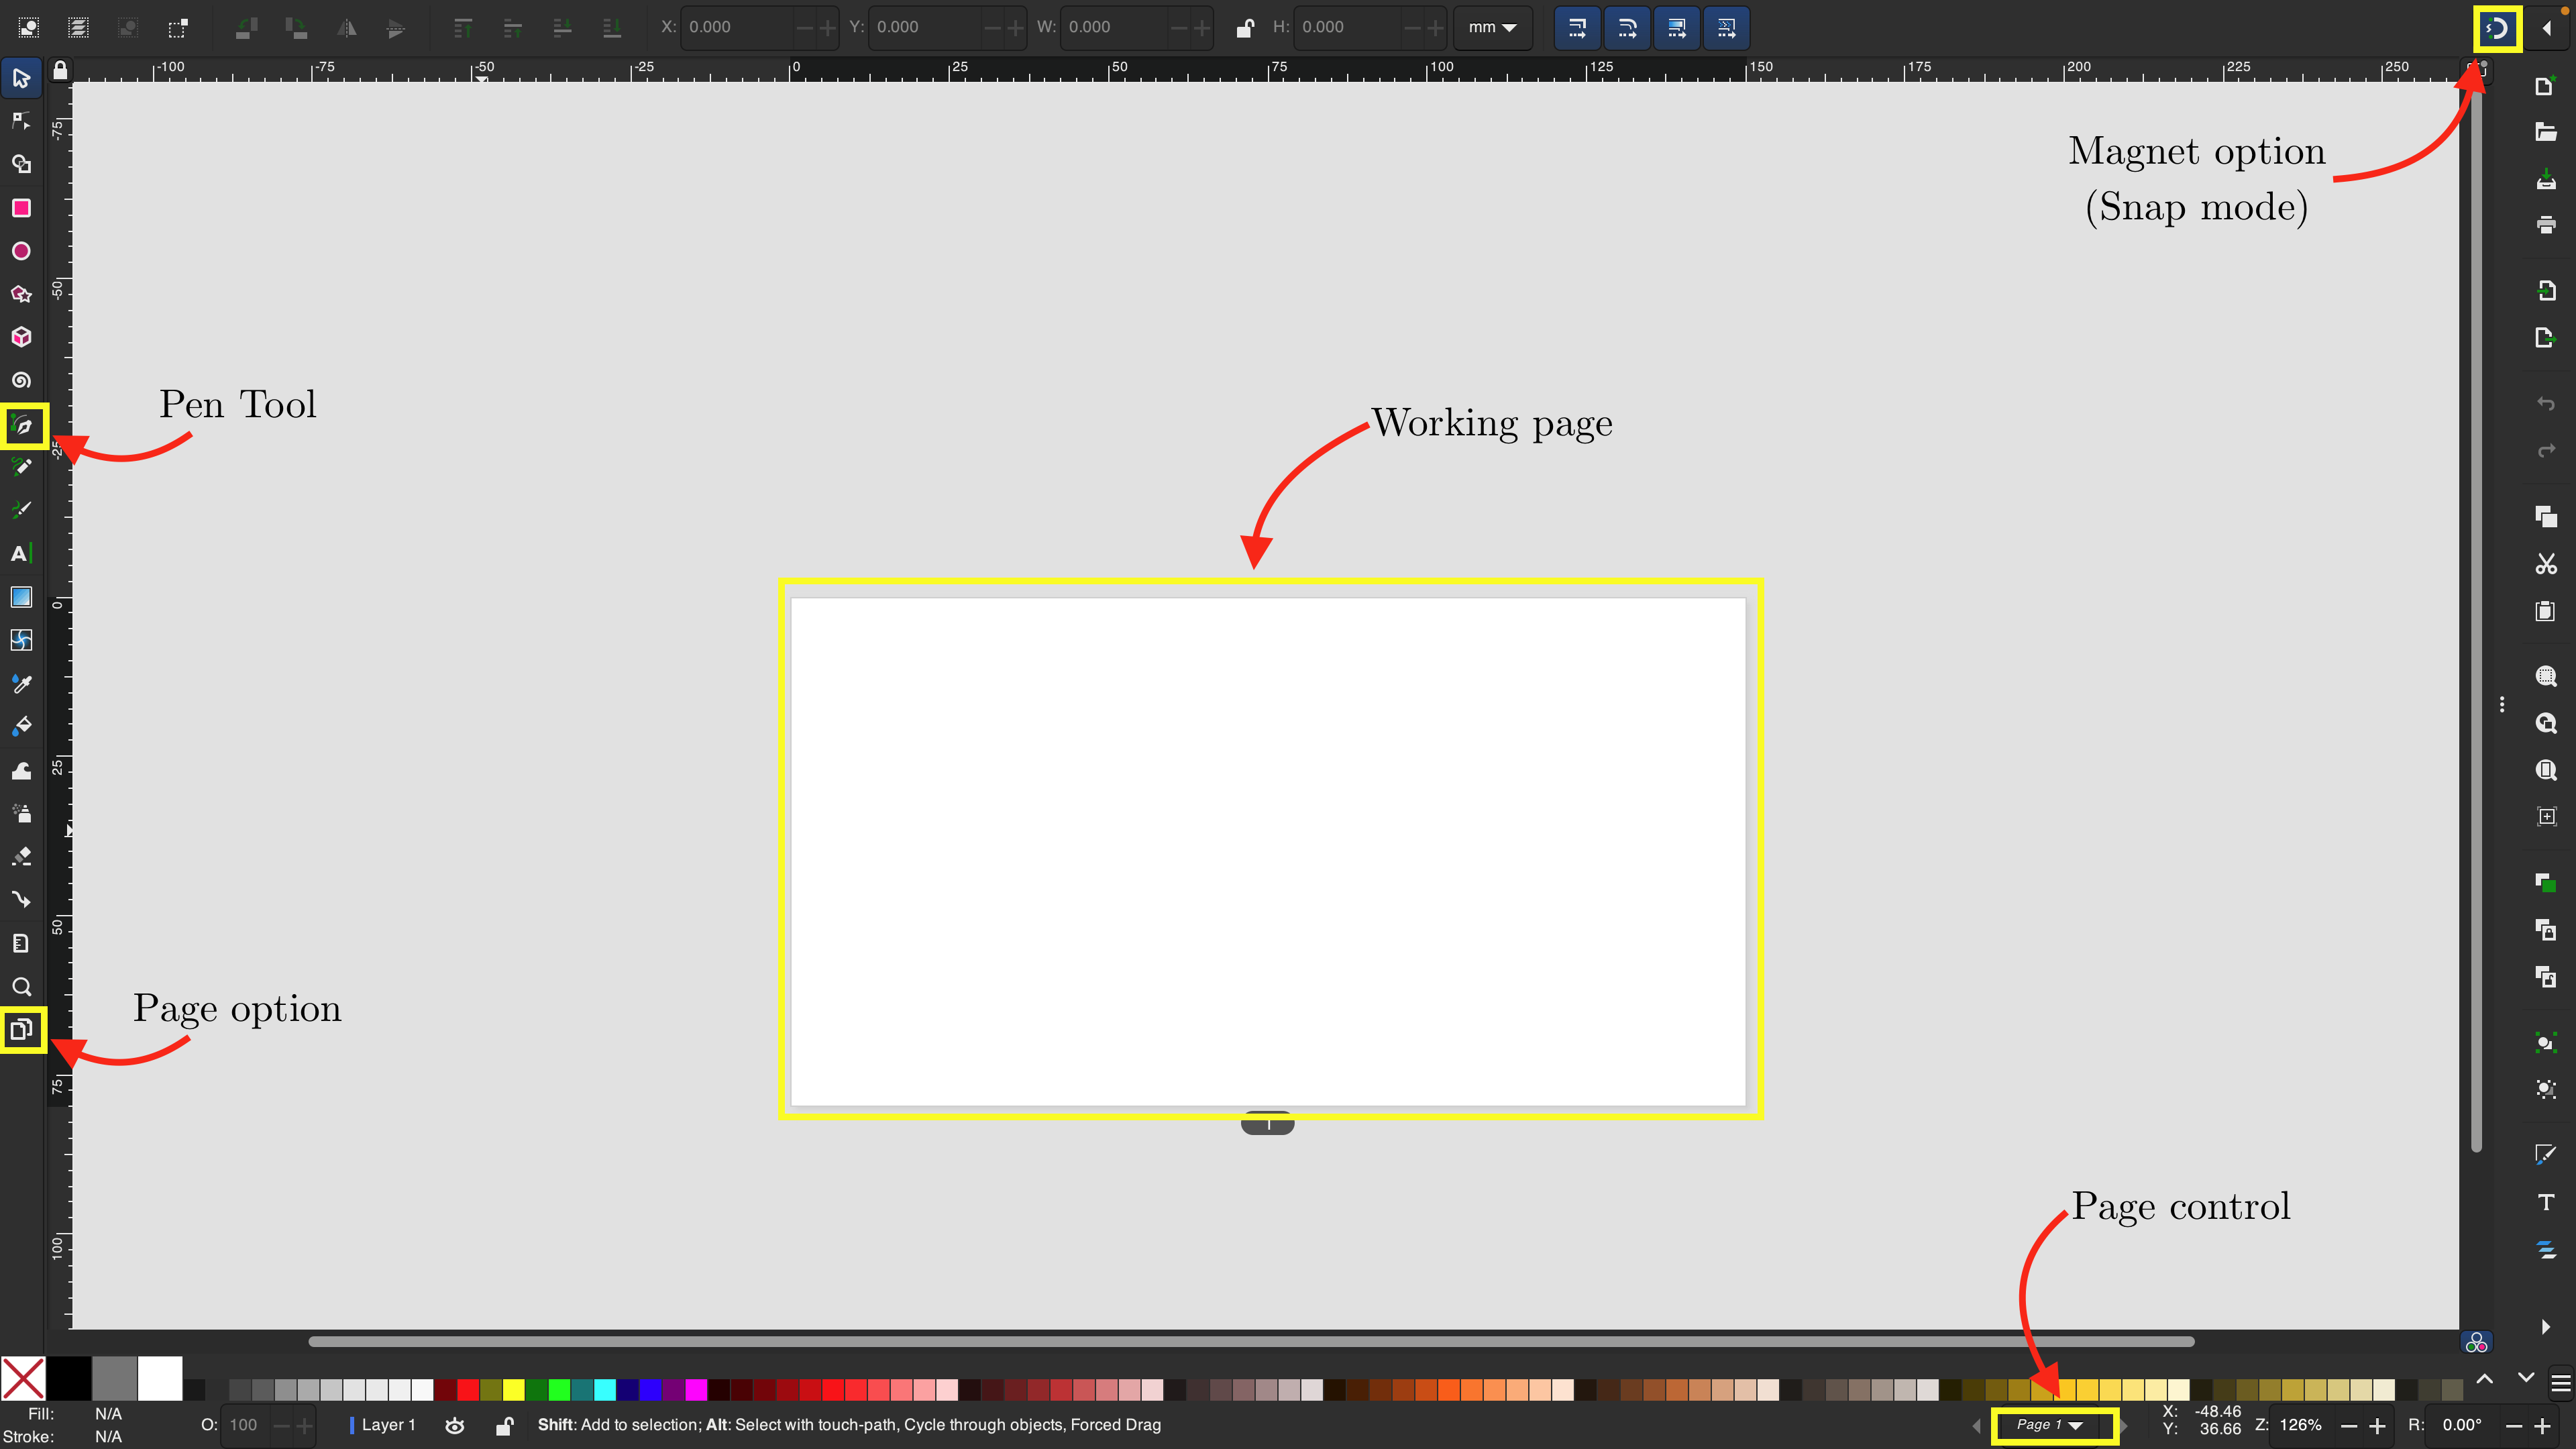 X: 0.000 Y: 0.000 W: 0.000 H: 0.000 mm
-100 -75 -50 -25 0 25 50 75 100 125 150 175 200 225 250
-75
Magnet option
(Snap mode)
-50
Pen Tool
Working page
-25
A
0
25
50
Page option
75
1
Page control
T
100
Fill: N/A
Stroke: N/A
O: 100
Layer 1
Shift: Add to selection; Alt: Select with touch-path, Cycle through objects, Forced Drag
Page 1
X: -48.46
Y: 36.66
Z: 126%
R: 0.00°